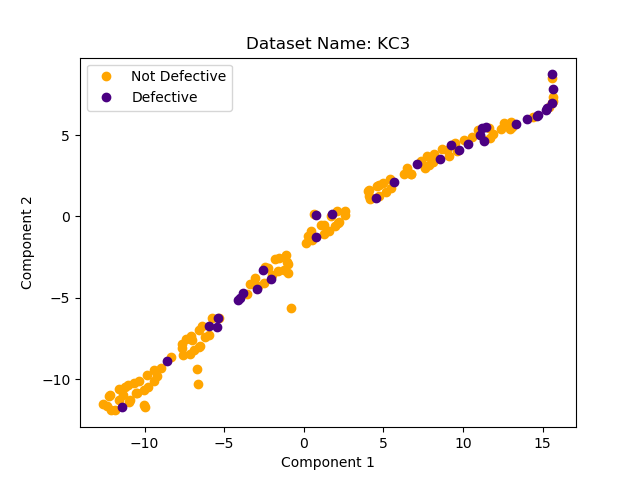 Dataset Name: KC3
Not Defective
Defective
Component 2
5
0
−5
−10
−10
−5
0
5
10
15
Component 1